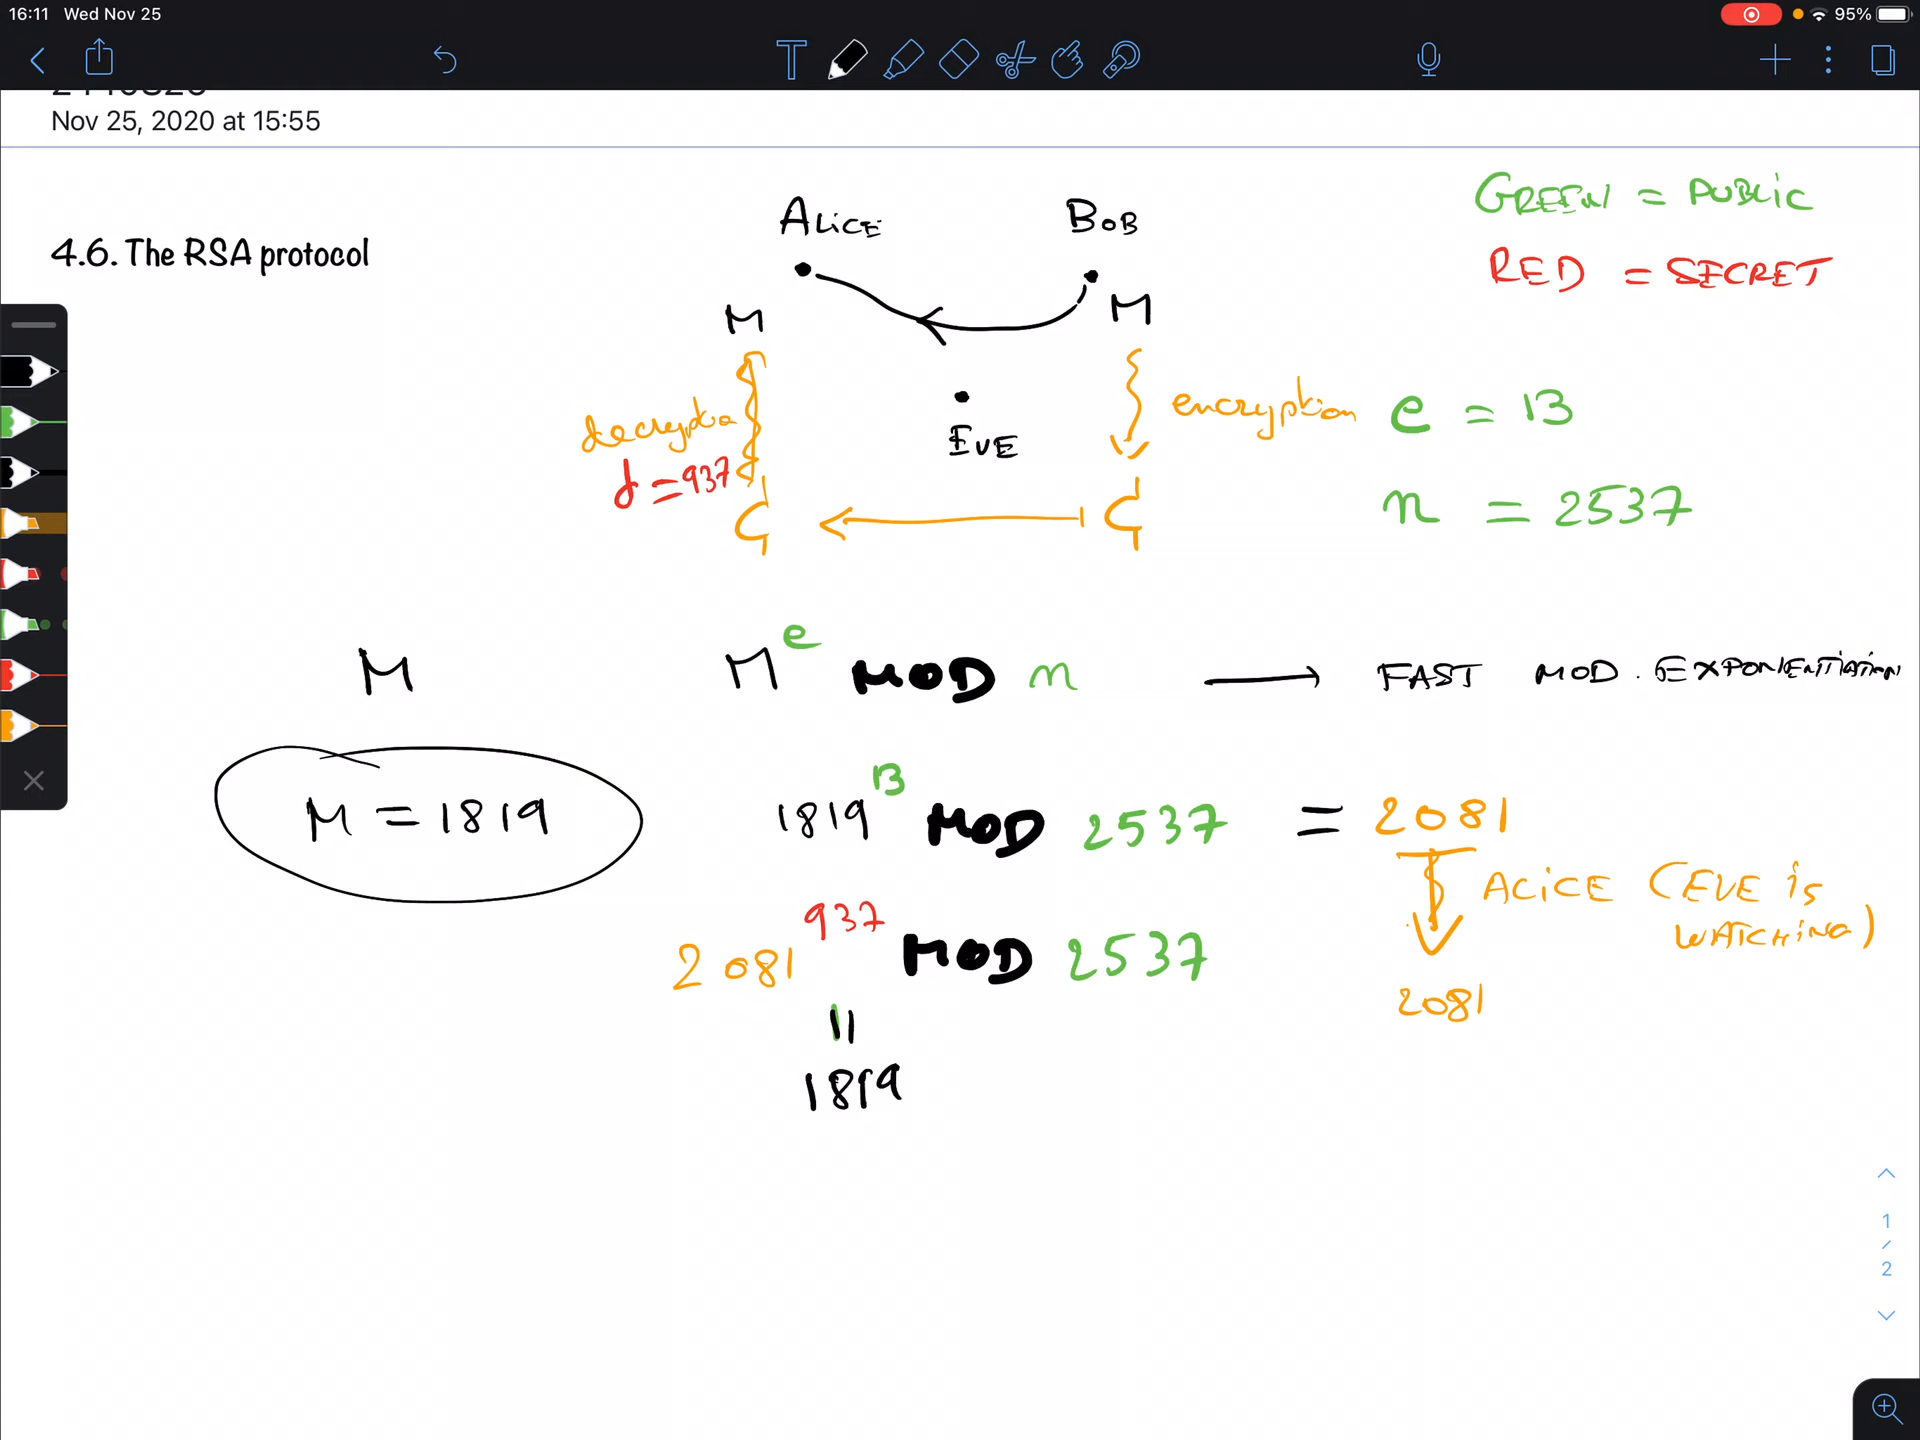 16:11 Wed Nov 25
95%
Nov 25, 2020 at 15:55
4.6. The RSA protocol
ALiCE
BOB
GREEN = PUBLiC
RED = SECRET
M
M
decryption
EVE
encryption
e = 13
d = 937
n = 2537
C
C
M
M^e MOD n → FAST MOD. EXPONENTIATION
M = 1819
1819^13 MOD 2537 = 2081
ALiCE (EVE iS WATCHiNG)
2081^937 MOD 2537
2081
=
1819
1
/
2